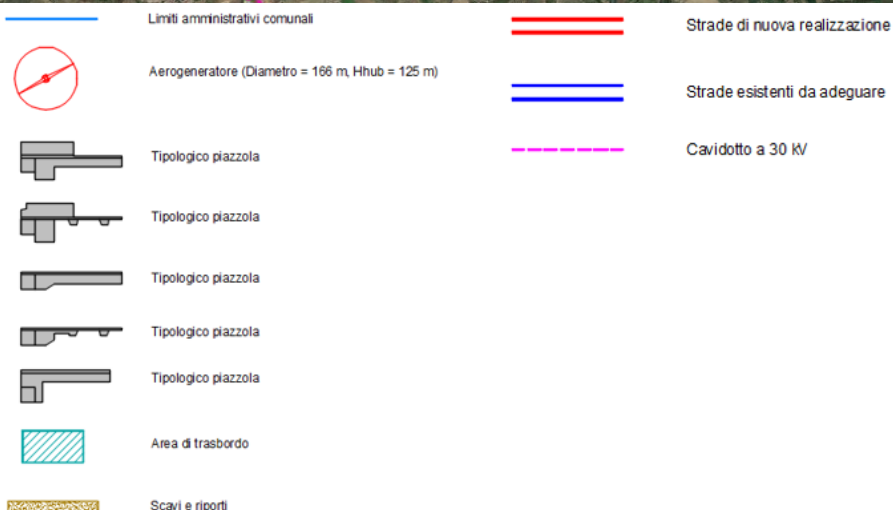 Limiti amministrativi comunali
Aerogeneratore (Diametro = 166 m, Hhub = 125 m)
Tipologico piazzola
Tipologico piazzola
Tipologico piazzola
Tipologico piazzola
Tipologico piazzola
Area di trasbordo
Scavi e riporti
Strade di nuova realizzazione
Strade esistenti da adeguare
Cavidotto a 30 kV